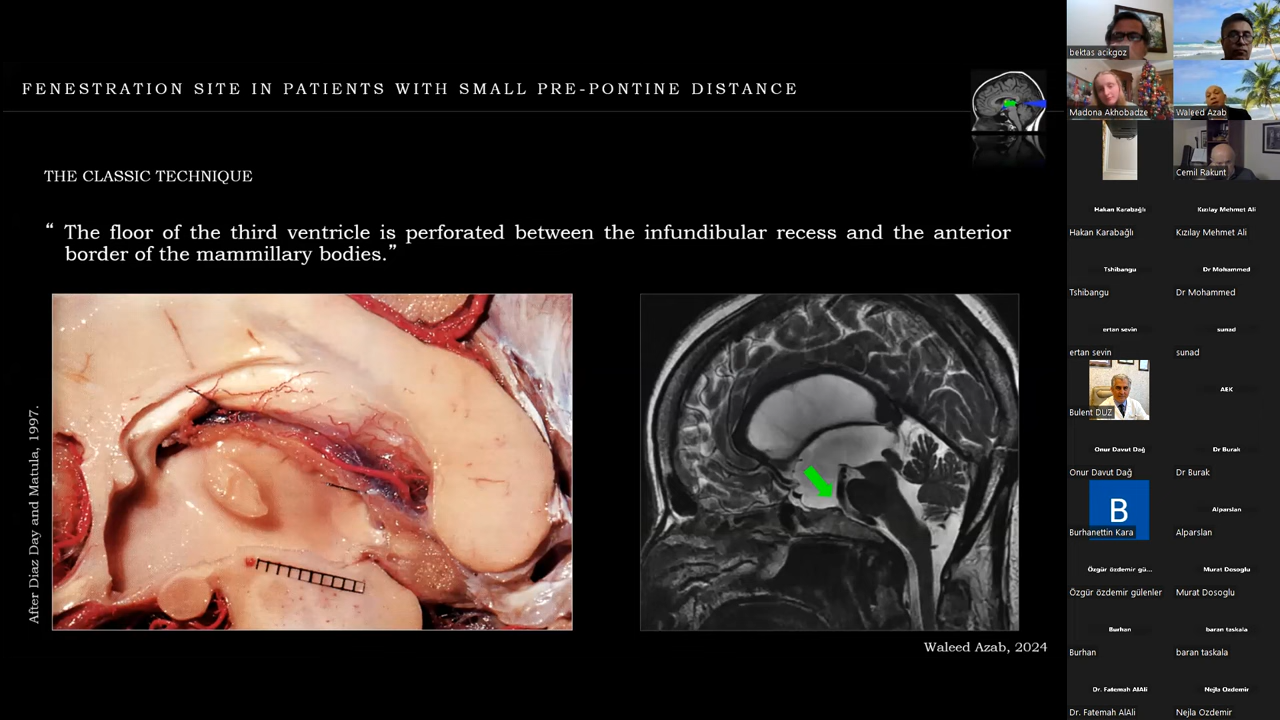 FENESTRATION SITE IN PATIENTS WITH SMALL PRE-PONTINE DISTANCE
THE CLASSIC TECHNIQUE
“ The floor of the third ventricle is perforated between the infundibular recess and the anterior
border of the mammillary bodies.”
After Diaz Day and Matula, 1997.
Waleed Azab, 2024
bektas acikgoz
Madona Akhobadze
Waleed Azab
Cemil Rakunt
Hakan Karabağlı
Kızılay Mehmet Ali
Hakan Karabağlı
Kızılay Mehmet Ali
Tshibangu
Dr Mohammed
Tshibangu
Dr Mohammed
ertan sevin
sunad
ertan sevin
sunad
Bulent DUZ
AEK
Onur Davut Dağ
Dr Burak
Onur Davut Dağ
Dr Burak
B
Burhanettin Kara
Alparslan
Alparslan
Özgür özdemir gü...
Murat Dosoglu
Özgür özdemir gülenler
Murat Dosoglu
Burhan
baran taskala
Burhan
baran taskala
Dr. Fatemah AlAli
Nejla Ozdemir
Dr. Fatemah AlAli
Nejla Ozdemir